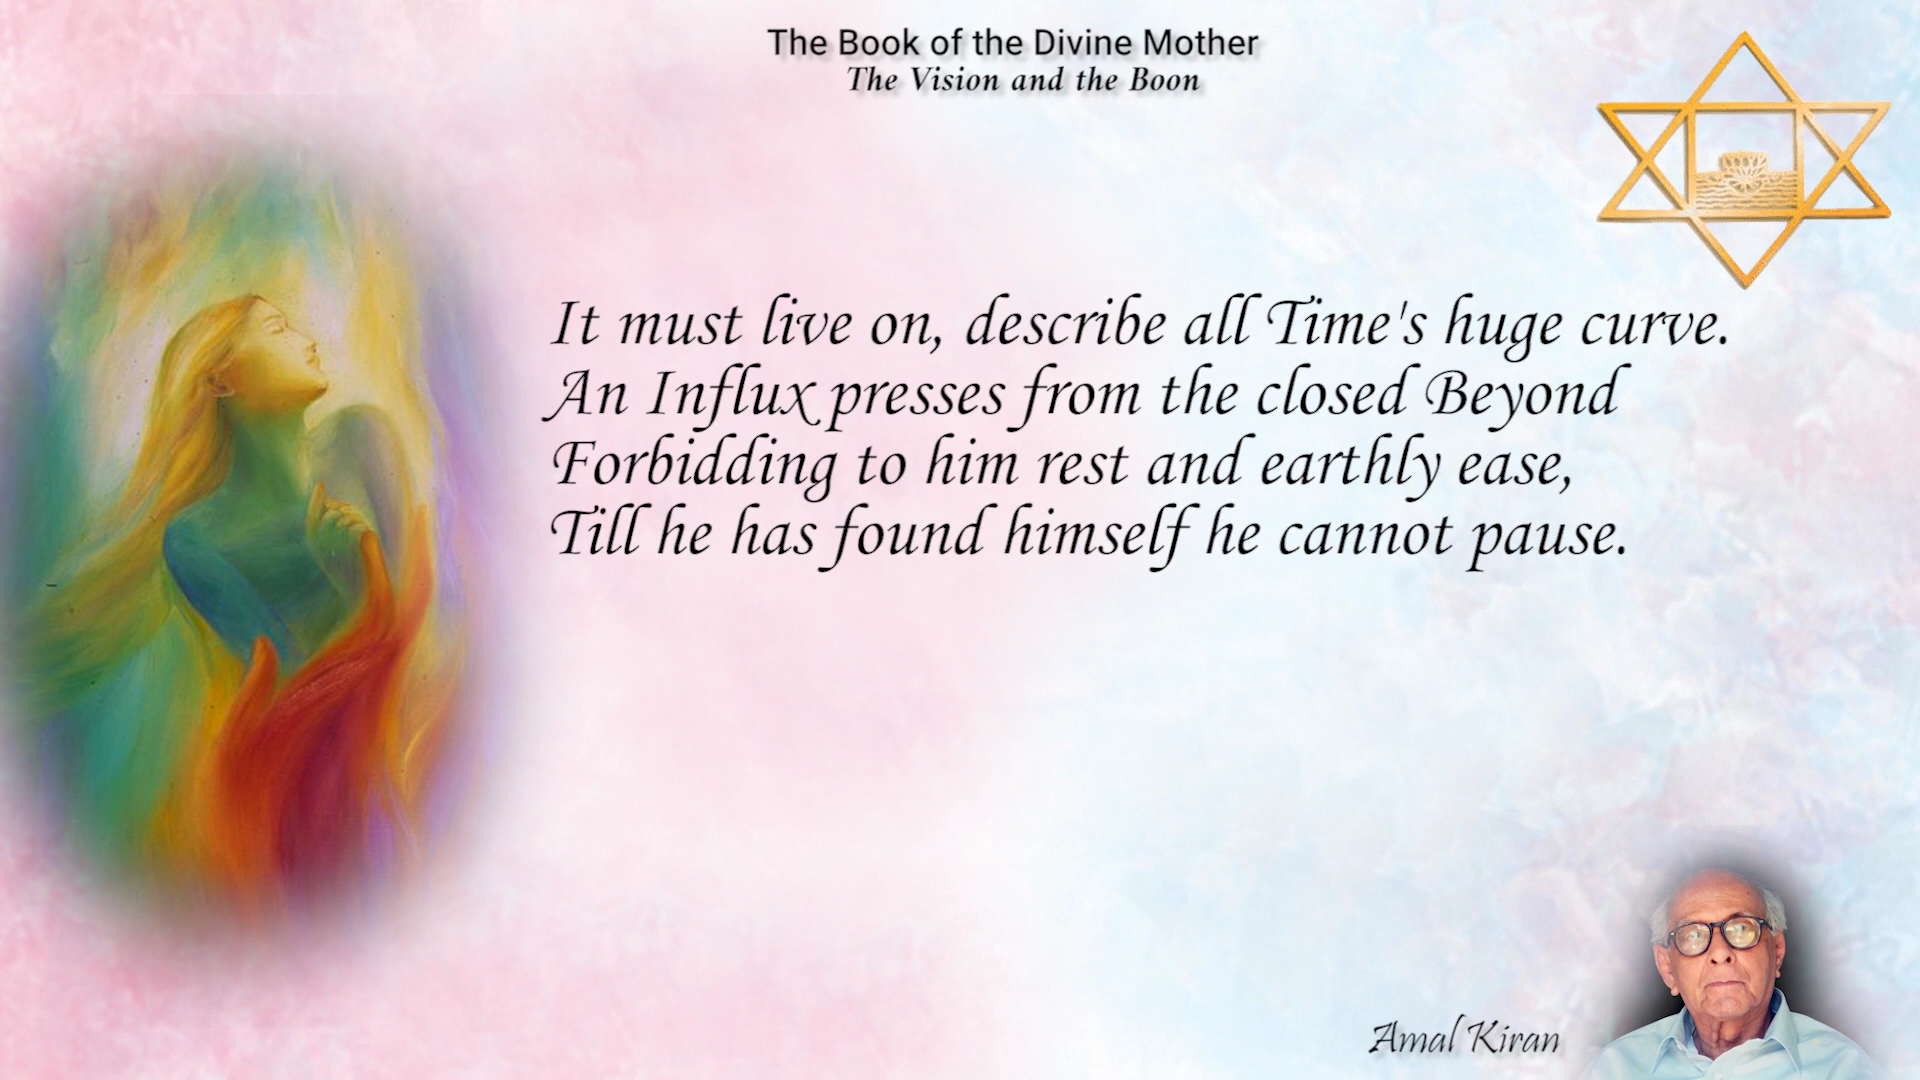 The Book of the Divine Mother
The Vision and the Boon
It must live on, describe all Time's huge curve.
An Influx presses from the closed Beyond
Forbidding to him rest and earthly ease,
Till he has found himself he cannot pause.
Amal Kiran